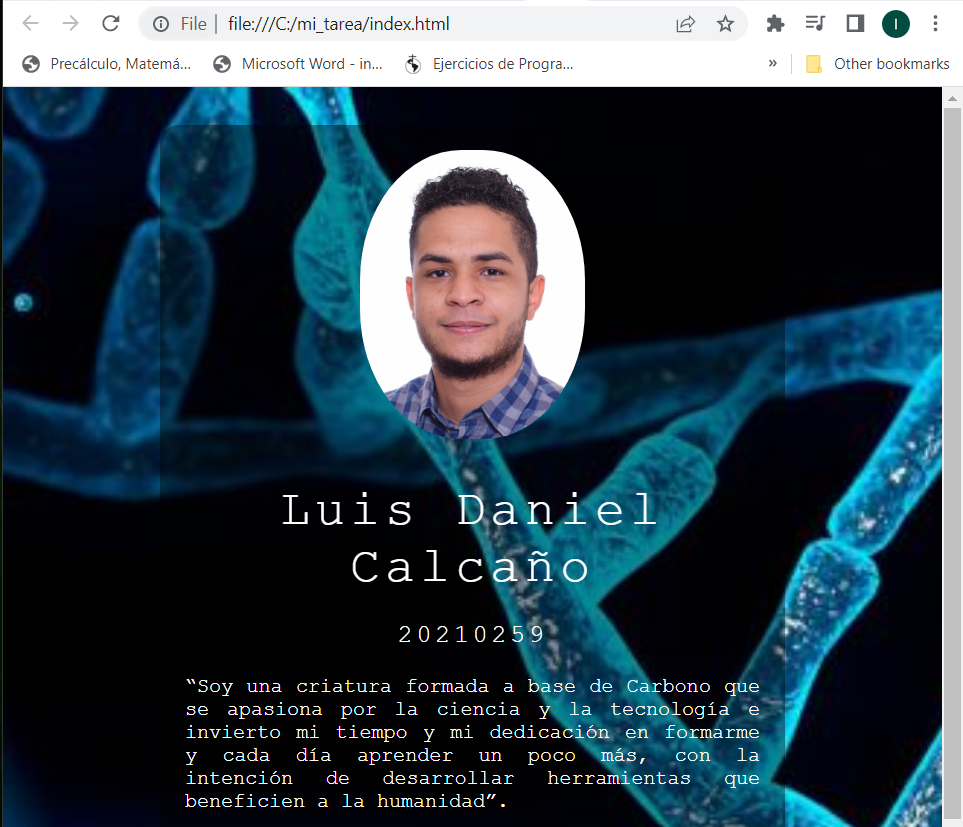 File | file:///C:/mi_tarea/index.html
I
Precálculo, Matemá... Microsoft Word - in... Ejercicios de Progra... » Other bookmarks
Luis Daniel
Calcaño
20210259
“Soy una criatura formada a base de Carbono que
se apasiona por la ciencia y la tecnología e
invierto mi tiempo y mi dedicación en formarme
y cada día aprender un poco más, con la
intención de desarrollar herramientas que
beneficien a la humanidad”.